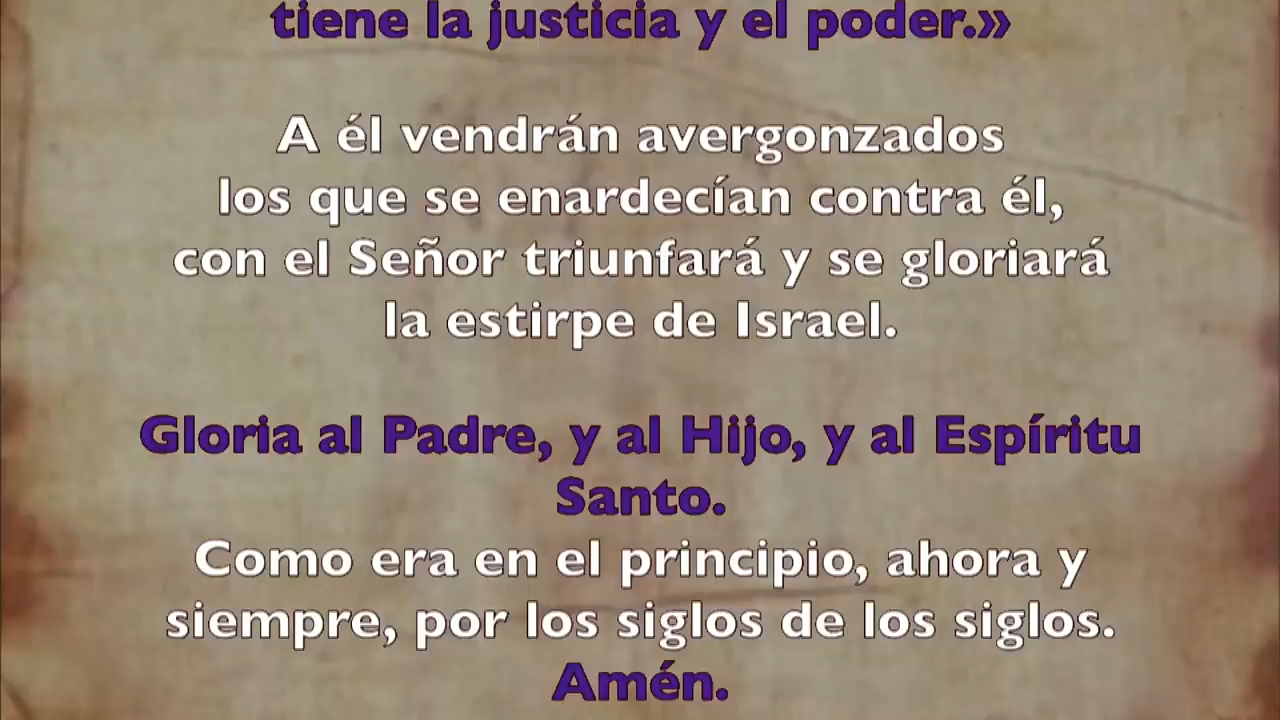 tiene la justicia y el poder.»
A él vendrán avergonzados
los que se enardecían contra él,
con el Señor triunfará y se gloriará
la estirpe de Israel.
Gloria al Padre, y al Hijo, y al Espíritu
Santo.
Como era en el principio, ahora y
siempre, por los siglos de los siglos.
Amén.